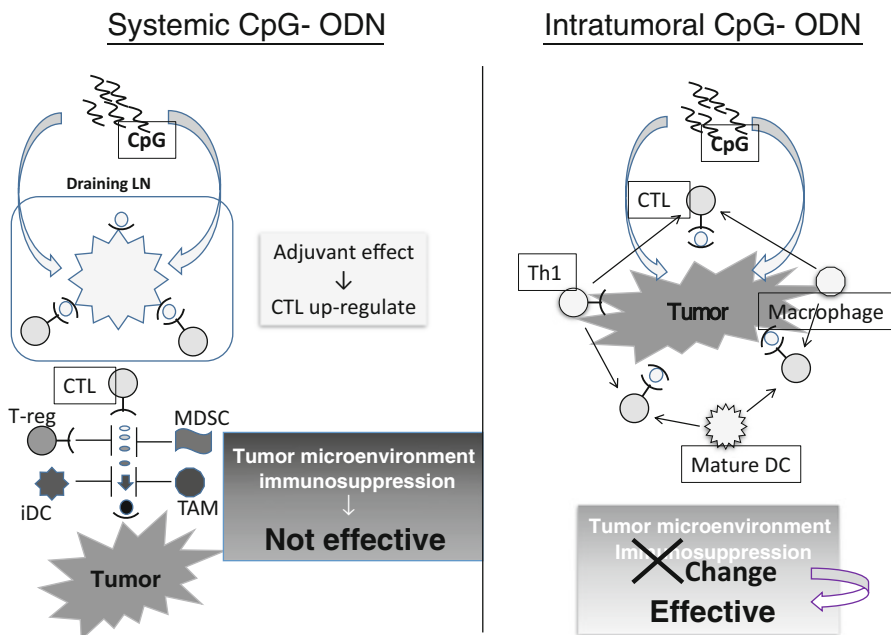 Systemic CpG- ODN
CpG
Draining LN
Adjuvant effect
↓
CTL up-regulate
CTL
T-reg
MDSC
iDC
TAM
Tumor
Tumor microenvironment
immunosuppression
↓
Not effective
Intratumoral CpG- ODN
CpG
CTL
Th1
Tumor
Macrophage
Mature DC
Tumor microenvironment
Immunosuppression
Change
Effective